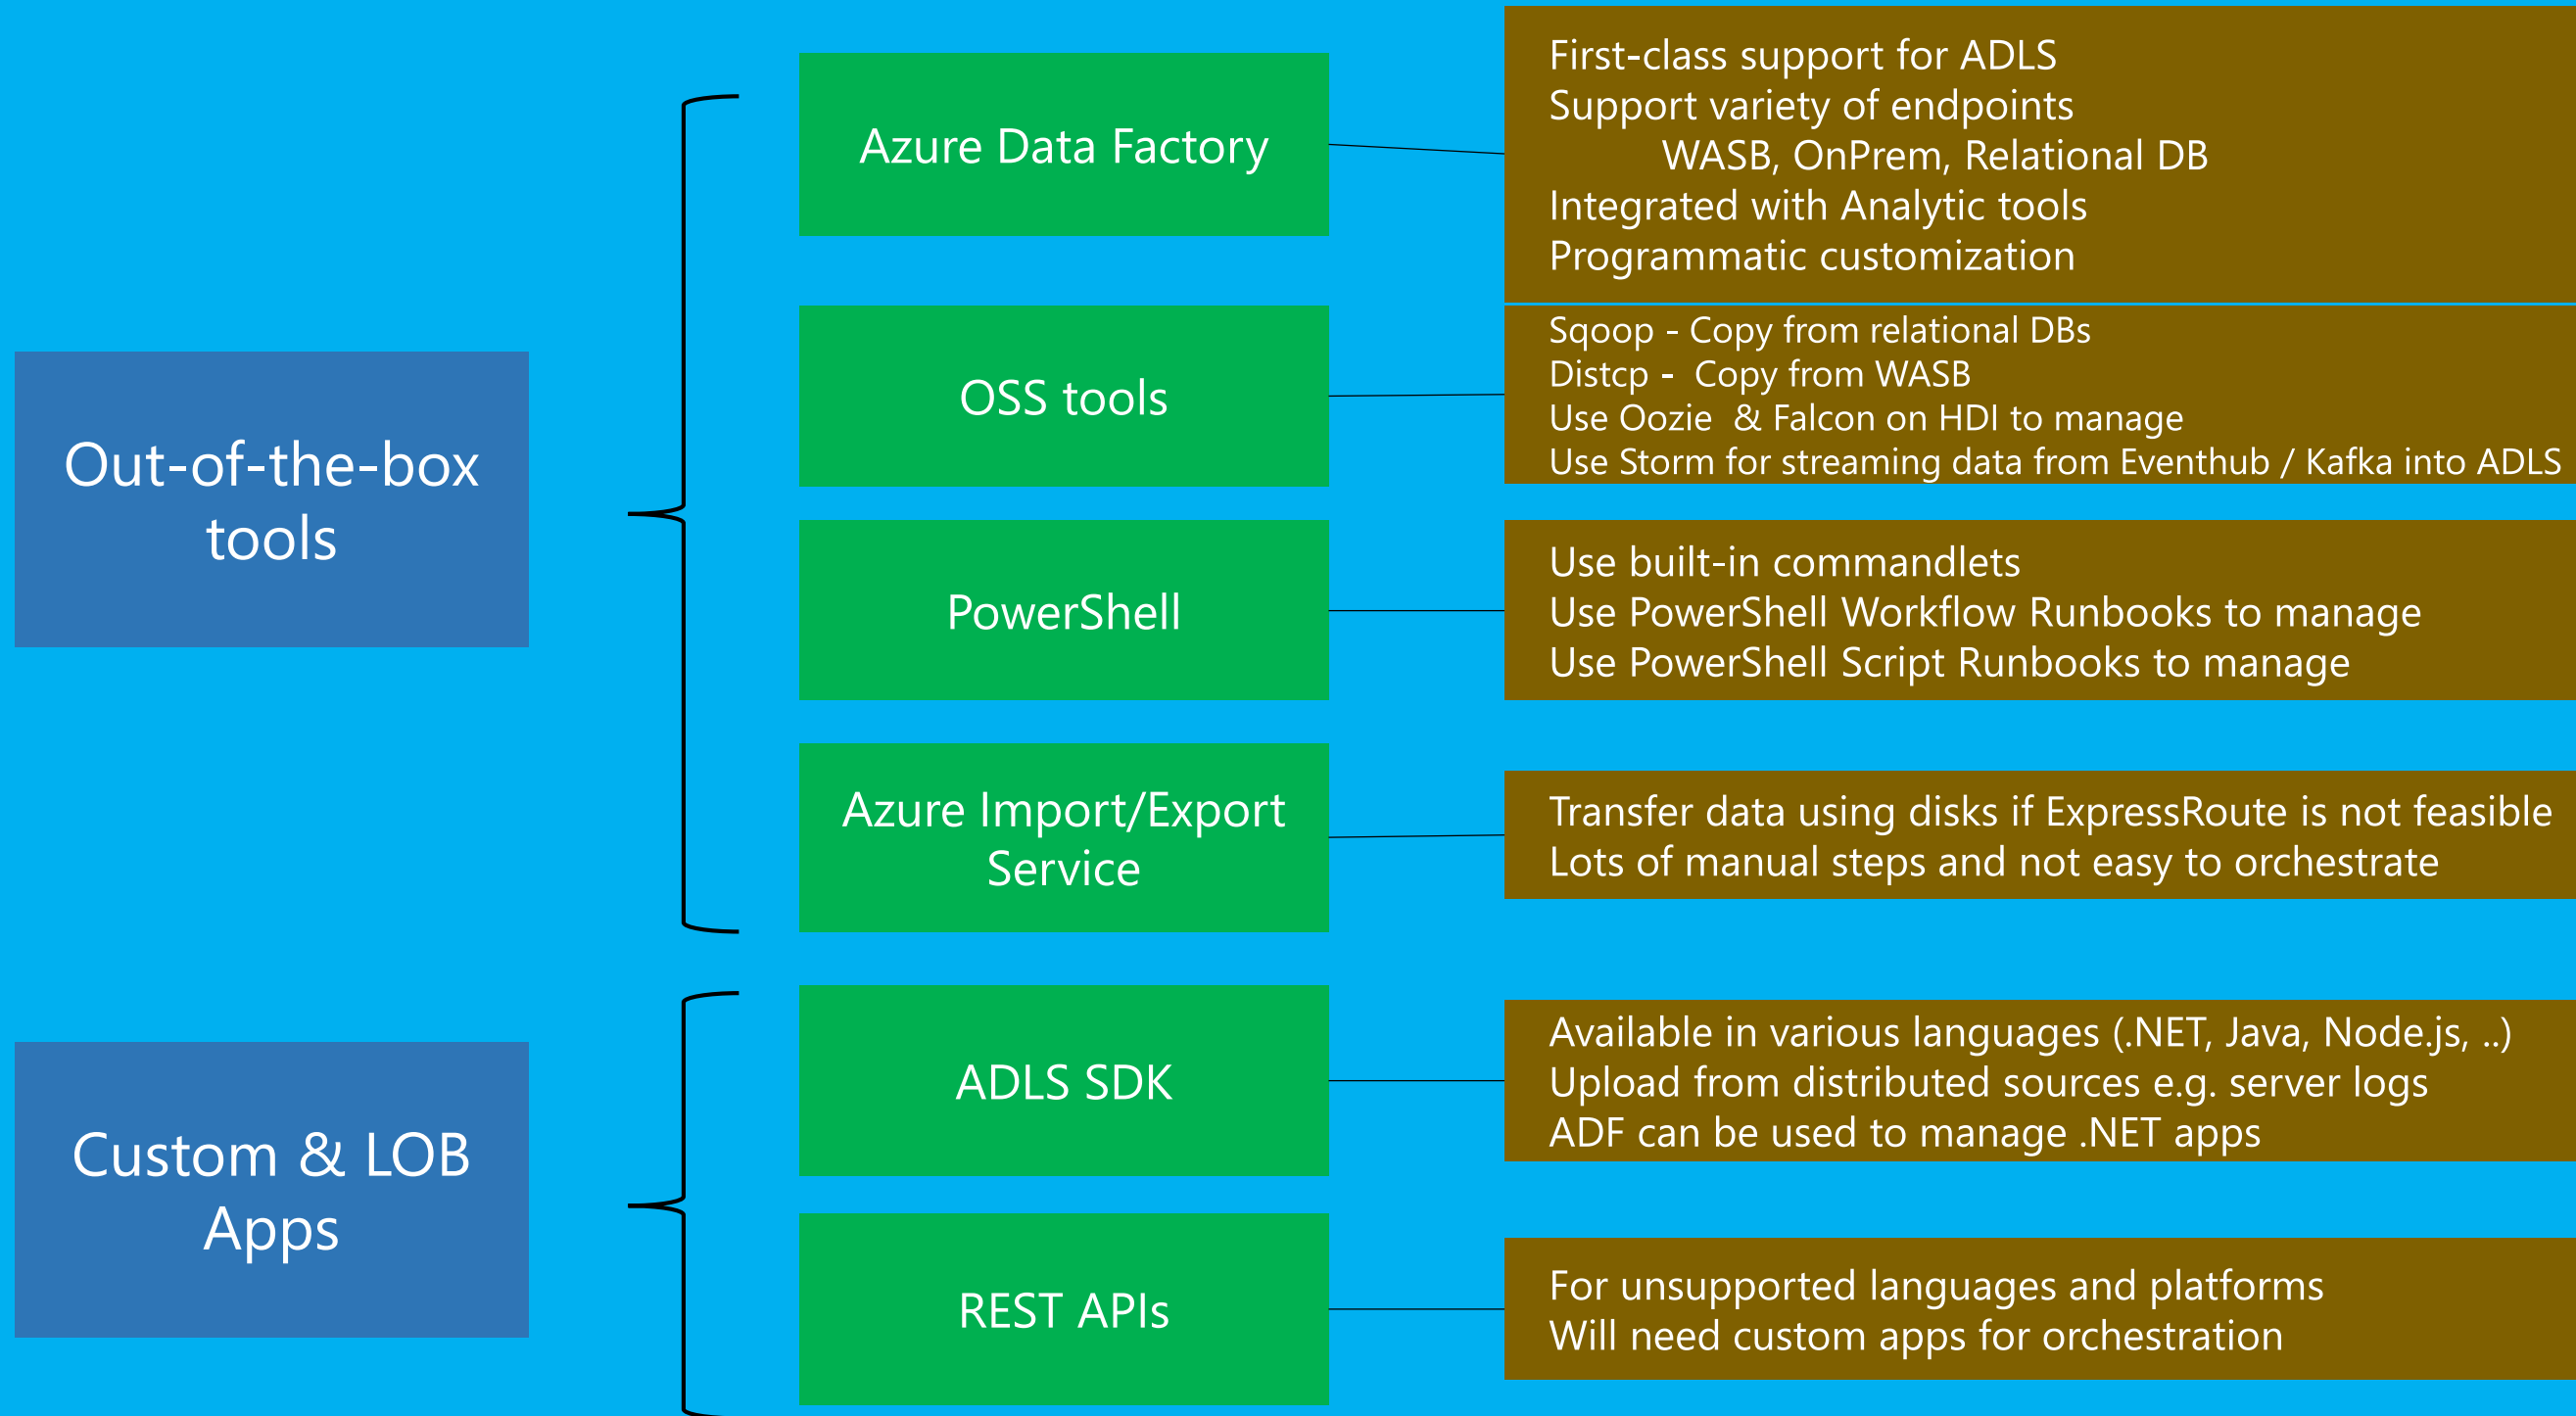 Out-of-the-box
tools
Azure Data Factory
First-class support for ADLS
Support variety of endpoints
WASB, OnPrem, Relational DB
Integrated with Analytic tools
Programmatic customization
OSS tools
Sqoop - Copy from relational DBs
Distcp - Copy from WASB
Use Oozie & Falcon on HDI to manage
Use Storm for streaming data from Eventhub / Kafka into ADLS
PowerShell
Use built-in commandlets
Use PowerShell Workflow Runbooks to manage
Use PowerShell Script Runbooks to manage
Azure Import/Export
Service
Transfer data using disks if ExpressRoute is not feasible
Lots of manual steps and not easy to orchestrate
Custom & LOB
Apps
ADLS SDK
Available in various languages (.NET, Java, Node.js, ..)
Upload from distributed sources e.g. server logs
ADF can be used to manage .NET apps
REST APIs
For unsupported languages and platforms
Will need custom apps for orchestration